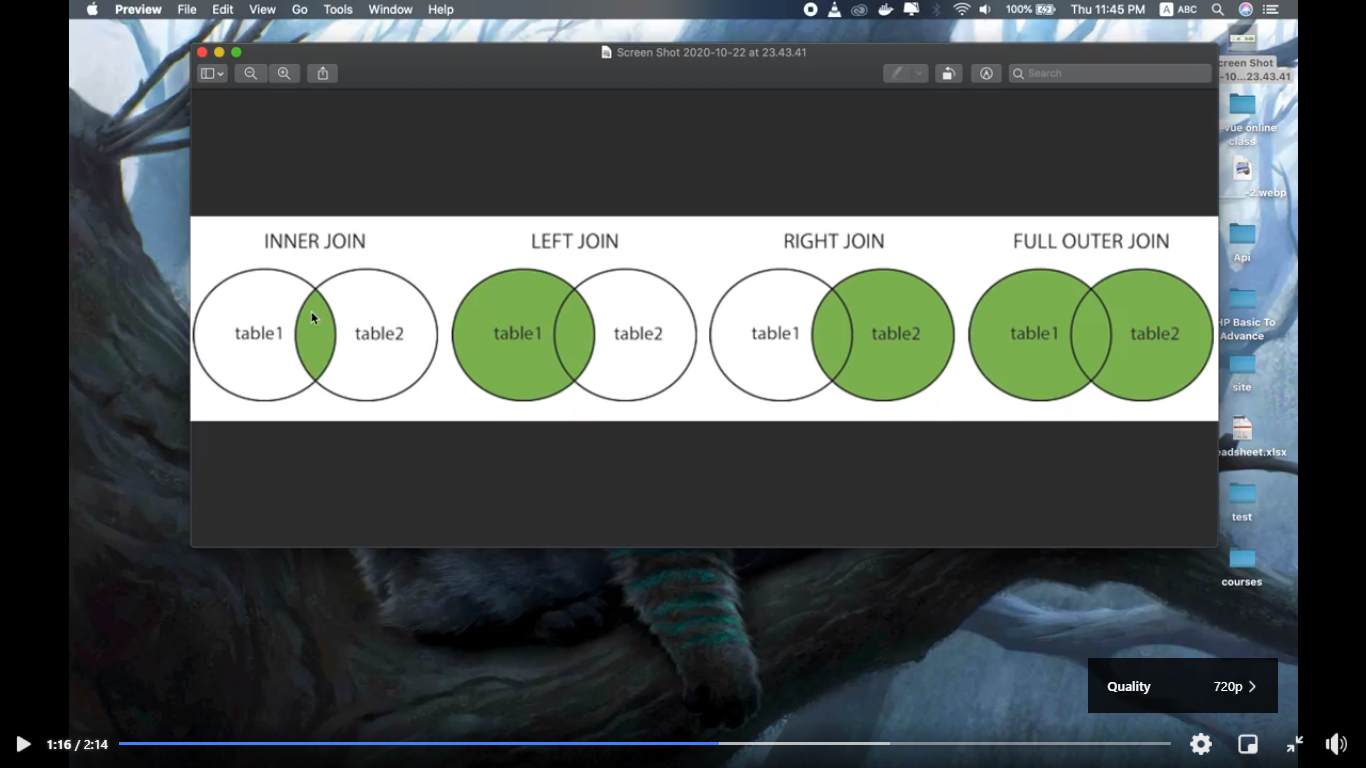 Preview File Edit View Go Tools Window Help
100% Thu 11:45 PM A ABC
Screen Shot 2020-10-22 at 23.43.41
Search
INNER JOIN LEFT JOIN RIGHT JOIN FULL OUTER JOIN
table1 table2 table1 table2 table1 table2 table1 table2
creen Shot
-10...23.43.41
-vue online
class
-2.webp
Api
HP Basic To
Advance
site
eadsheet.xlsx
test
courses
Quality 720p
1:16 / 2:14